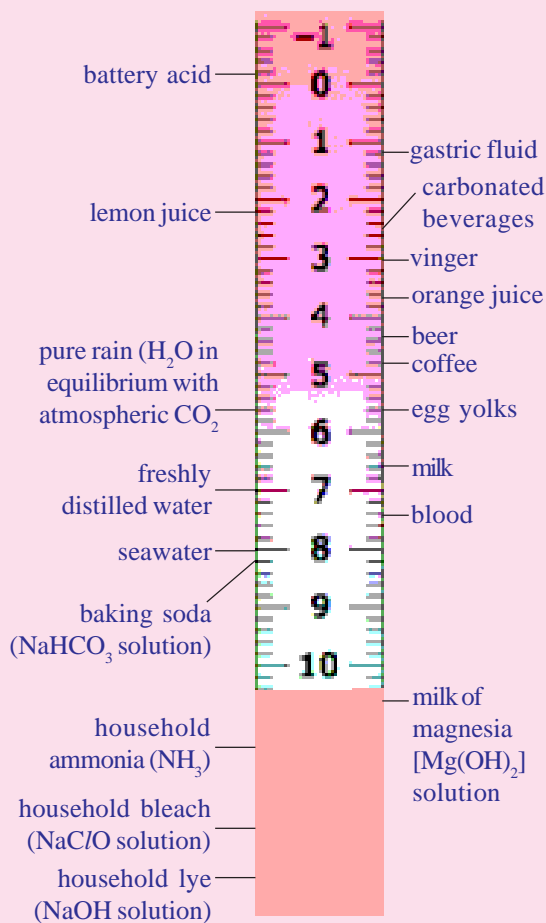 battery acid
lemon juice
pure rain (H₂O in
equilibrium with
atmospheric CO₂
freshly
distilled water
seawater
baking soda
(NaHCO₃ solution)
household
ammonia (NH₃)
household bleach
(NaClO solution)
household lye
(NaOH solution)
–1
0
1
2
3
4
5
6
7
8
9
10
gastric fluid
carbonated
beverages
vinger
orange juice
beer
coffee
egg yolks
milk
blood
milk of
magnesia
[Mg(OH)₂]
solution